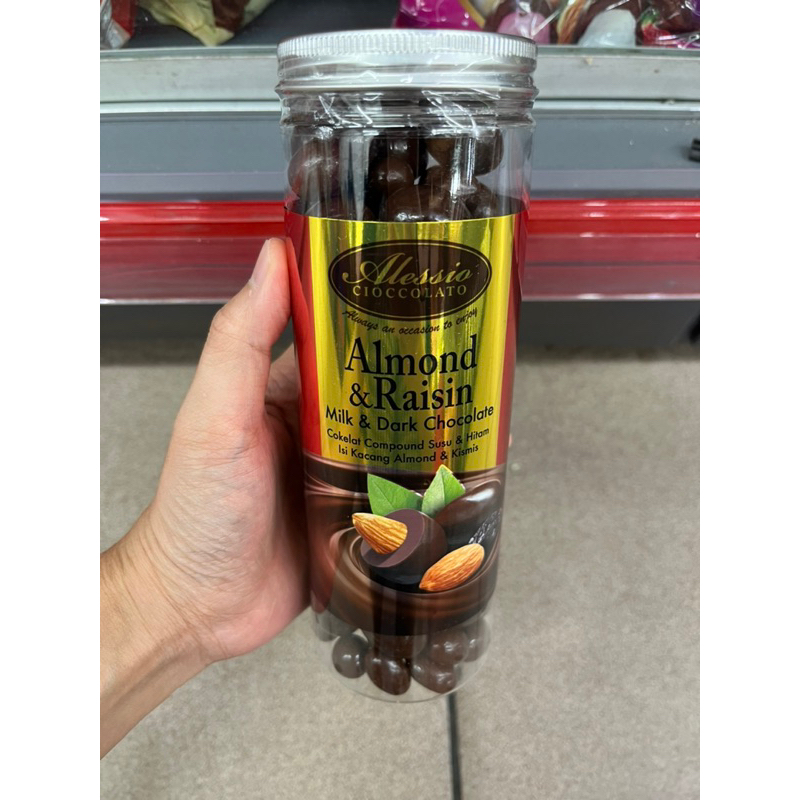 Alessio
CIOCCOLATO
Always an occasion to enjoy
Almond
& Raisin
Milk & Dark Chocolate
Cokelat Compound Susu & Hitam
Isi Kacang Almond & Kismis